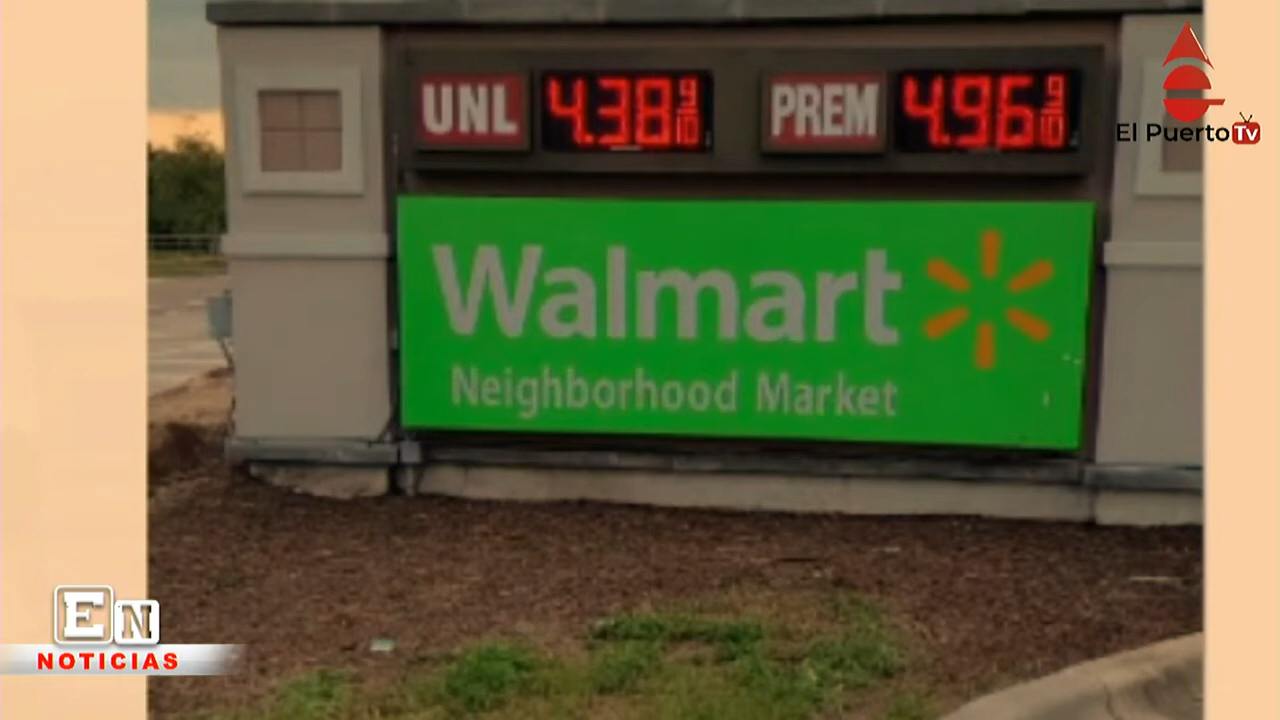 UNL 4.38 9/10 PREM 4.96 9/10
El Puerto Tv
Walmart
Neighborhood Market
EN
NOTICIAS